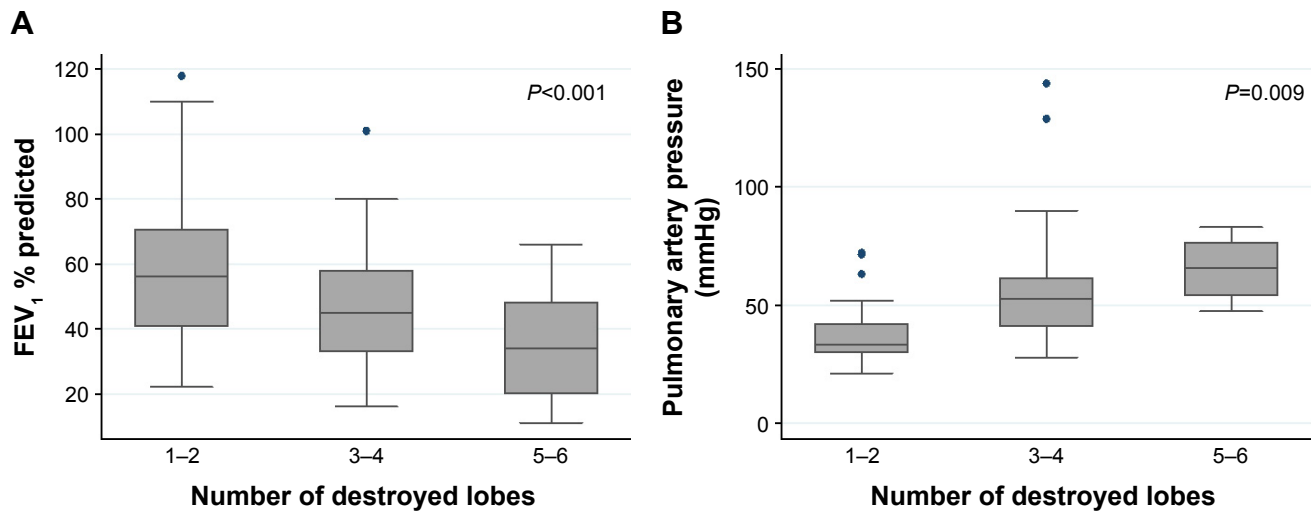 A
FEV₁ % predicted
120
100
80
60
40
20
P<0.001
1–2
3–4
5–6
Number of destroyed lobes
B
Pulmonary artery pressure
(mmHg)
150
100
50
0
P=0.009
1–2
3–4
5–6
Number of destroyed lobes